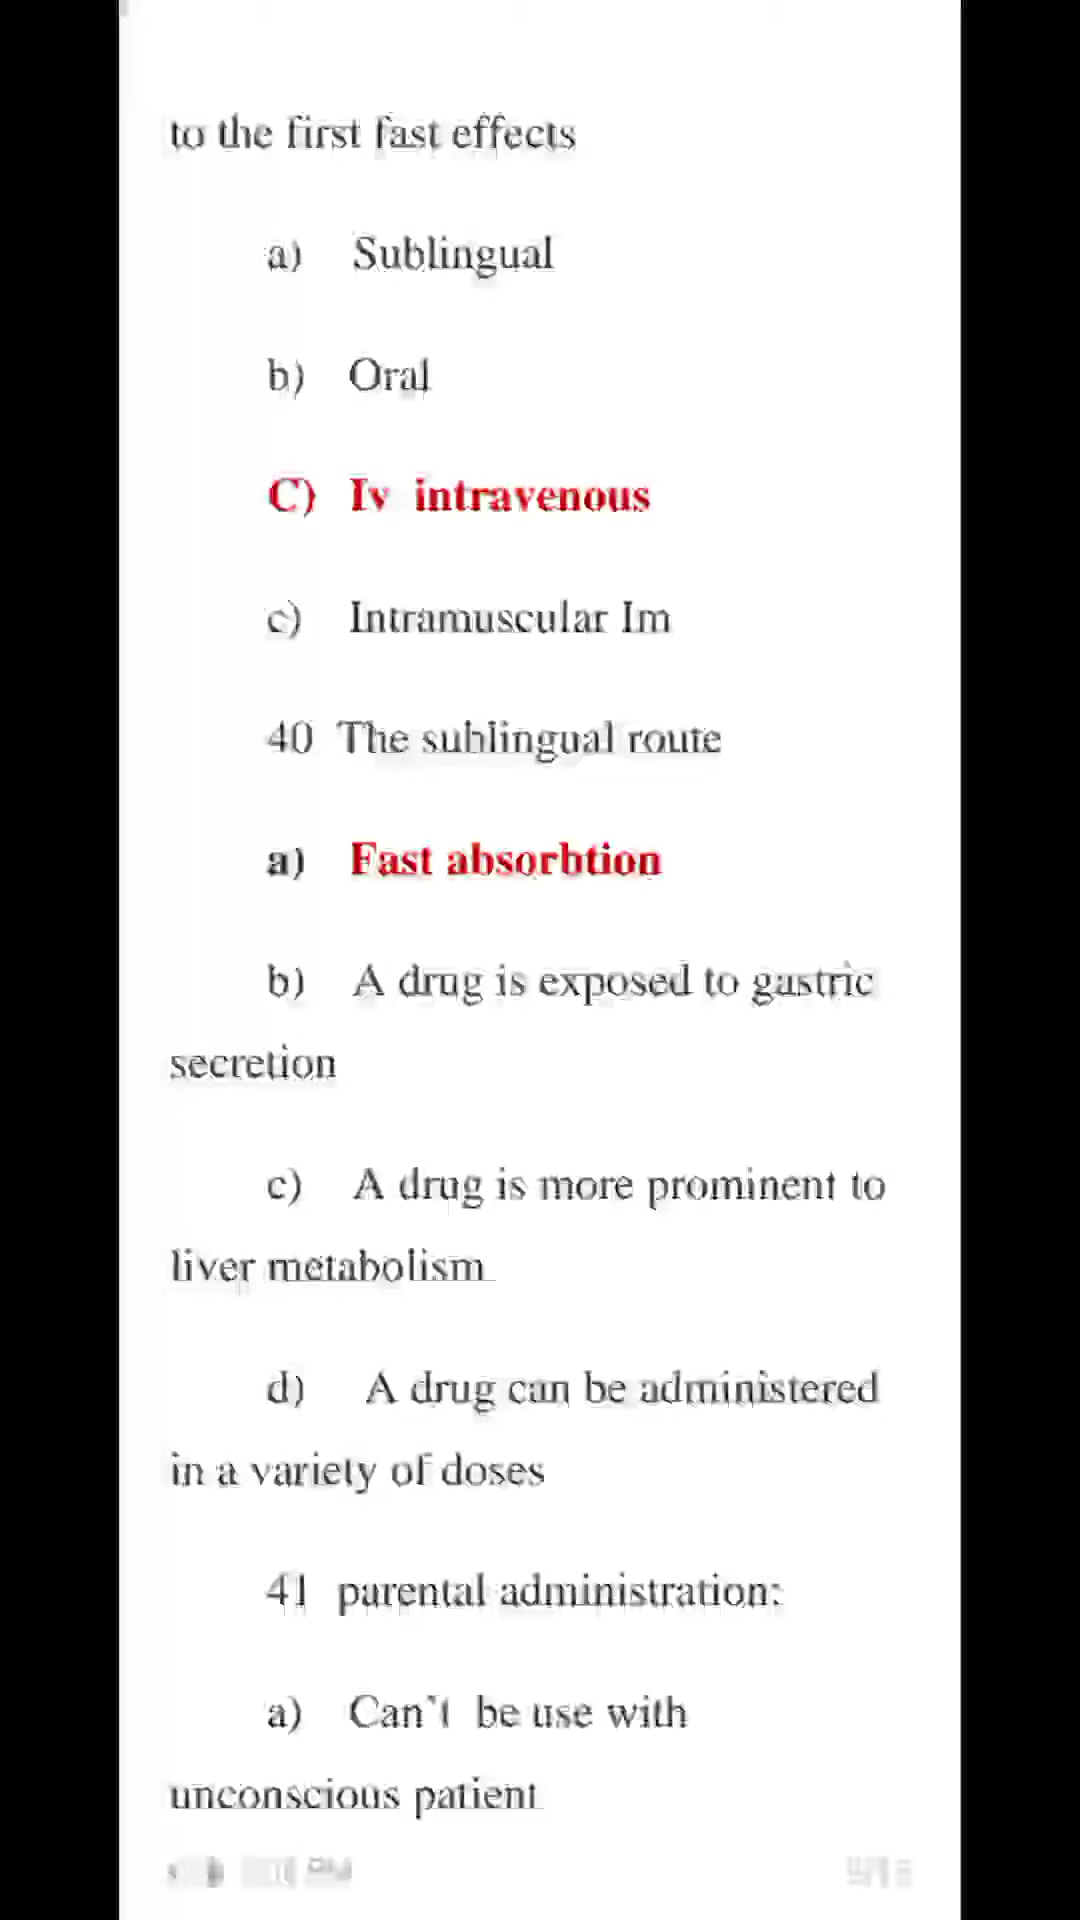 to the first fast effects
a) Sublingual
b) Oral
C) Iv intravenous
c) Intramuscular Im
40 The sublingual route
a) Fast absorbtion
b) A drug is exposed to gastric
secretion
c) A drug is more prominent to
liver metabolism
d) A drug can be administered
in a variety of doses
41 parental administration:
a) Can't be use with
unconscious patient
PM